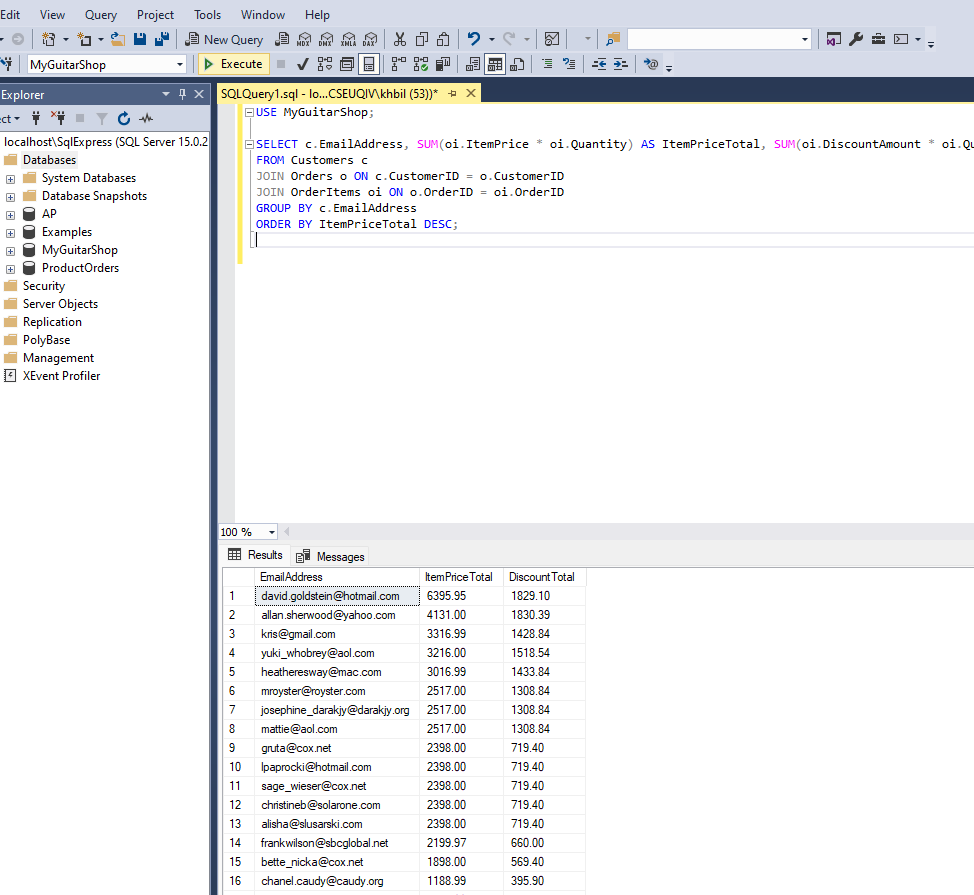 Edit View Query Project Tools Window Help
New Query MDX DMX XMLA DAX
MyGuitarShop Execute
Explorer
SQLQuery1.sql - lo...CSEUQIV\khbil (53))*
localhost\SqlExpress (SQL Server 15.0.2
Databases
System Databases
Database Snapshots
AP
Examples
MyGuitarShop
ProductOrders
Security
Server Objects
Replication
PolyBase
Management
XEvent Profiler
USE MyGuitarShop;
SELECT c.EmailAddress, SUM(oi.ItemPrice * oi.Quantity) AS ItemPriceTotal, SUM(oi.DiscountAmount * oi.Qu
FROM Customers c
JOIN Orders o ON c.CustomerID = o.CustomerID
JOIN OrderItems oi ON o.OrderID = oi.OrderID
GROUP BY c.EmailAddress
ORDER BY ItemPriceTotal DESC;
100 %
Results Messages
EmailAddress ItemPriceTotal DiscountTotal
1 david.goldstein@hotmail.com 6395.95 1829.10
2 allan.sherwood@yahoo.com 4131.00 1830.39
3 kris@gmail.com 3316.99 1428.84
4 yuki_whobrey@aol.com 3216.00 1518.54
5 heatheresway@mac.com 3016.99 1433.84
6 mroyster@royster.com 2517.00 1308.84
7 josephine_darakjy@darakjy.org 2517.00 1308.84
8 mattie@aol.com 2517.00 1308.84
9 gruta@cox.net 2398.00 719.40
10 lpaprocki@hotmail.com 2398.00 719.40
11 sage_wieser@cox.net 2398.00 719.40
12 christineb@solarone.com 2398.00 719.40
13 alisha@slusarski.com 2398.00 719.40
14 frankwilson@sbcglobal.net 2199.97 660.00
15 bette_nicka@cox.net 1898.00 569.40
16 chanel.caudy@caudy.org 1188.99 395.90